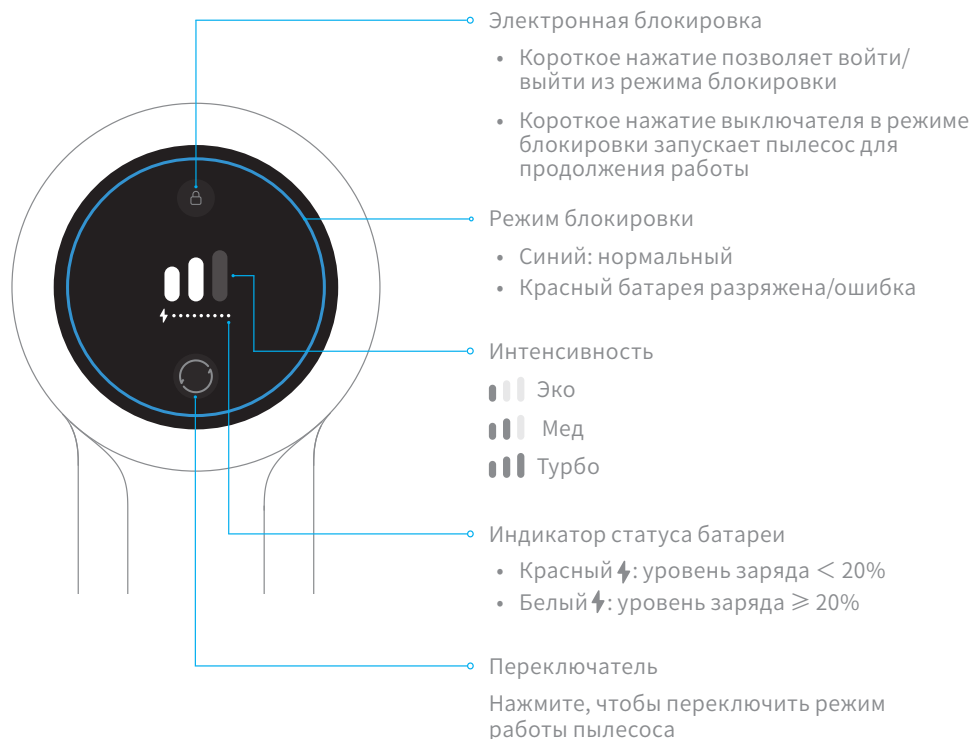 Электронная блокировка
• Короткое нажатие позволяет войти/
выйти из режима блокировки
• Короткое нажатие выключателя в режиме
блокировки запускает пылесос для
продолжения работы
Режим блокировки
• Синий: нормальный
• Красный батарея разряжена/ошибка
Интенсивность
Эко
Мед
Турбо
Индикатор статуса батареи
• Красный⚡: уровень заряда < 20%
• Белый⚡: уровень заряда ⩾ 20%
Переключатель
Нажмите, чтобы переключить режим
работы пылесоса